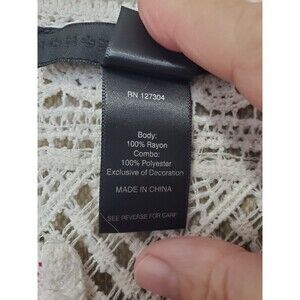 RN 127304
Body:
100% Rayon
Combo:
100% Polyester
Exclusive of Decoration
MADE IN CHINA
SEE REVERSE FOR CARE